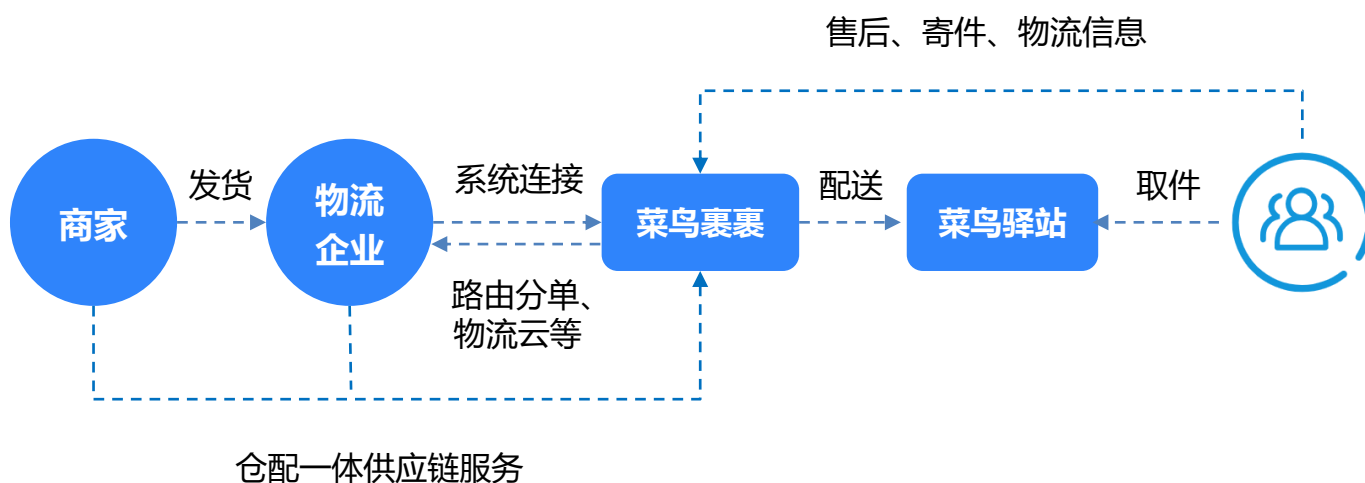 售后、寄件、物流信息
商家
发货
物流
企业
系统连接
路由分单、
物流云等
菜鸟裹裹
配送
菜鸟驿站
取件
仓配一体供应链服务